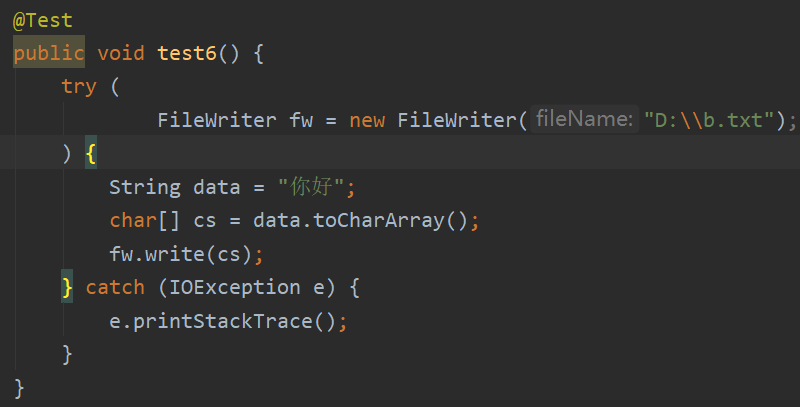 @Test
public void test6() {
try (
FileWriter fw = new FileWriter( fileName: "D:\\b.txt");
) {
String data = "你好";
char[] cs = data.toCharArray();
fw.write(cs);
} catch (IOException e) {
e.printStackTrace();
}
}